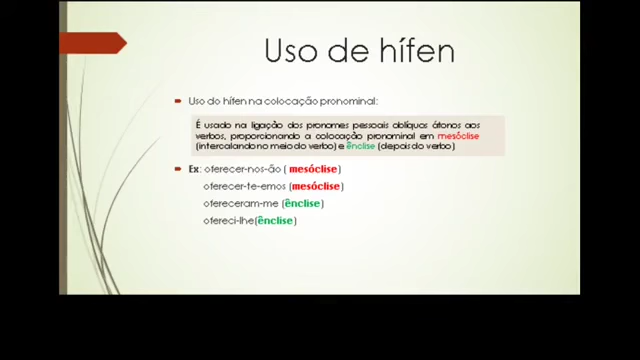 Uso de hífen
Uso do hífen na colocação pronominal:
É usado na ligação dos pronomes pessoais oblíquos átonos aos
verbos, proporcionando a colocação pronominal em mesóclise
(intercalando no meio do verbo) e ênclise (depois do verbo)
Ex: oferecer-nos-ão ( mesóclise)
oferecer-te-emos (mesóclise)
ofereceram-me (ênclise)
ofereci-lhe(ênclise)